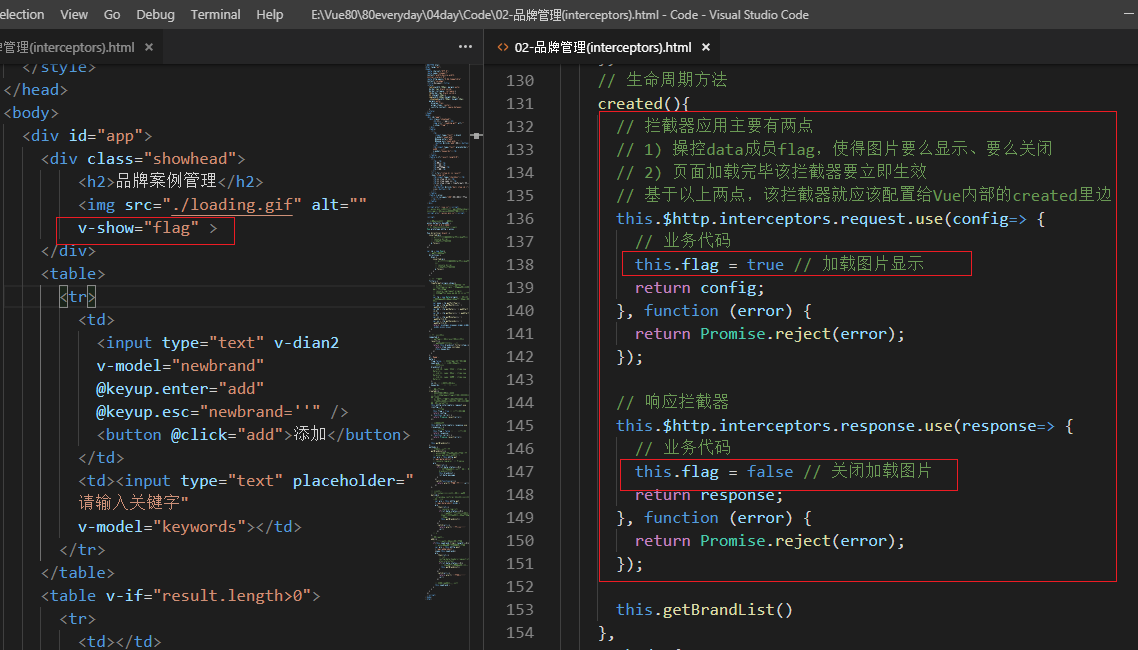 election View Go Debug Terminal Help E:\Vue80\80everyday\04day\Code\02-品牌管理(interceptors).html - Code - Visual Studio Code
管理(interceptors).html × ••• <> 02-品牌管理(interceptors).html ×
</style>
</head>
<body>
<div id="app">
<div class="showhead">
<h2>品牌案例管理</h2>
<img src="./loading.gif" alt=""
v-show="flag" >
</div>
<table>
<tr>
<td>
<input type="text" v-dian2
v-model="newbrand"
@keyup.enter="add"
@keyup.esc="newbrand=''" />
<button @click="add">添加</button>
</td>
<td><input type="text" placeholder="
请输入关键字"
v-model="keywords"></td>
</tr>
</table>
<table v-if="result.length>0">
<tr>
<td></td>
130 // 生命周期方法
131 created(){
132 // 拦截器应用主要有两点
133 // 1) 操控data成员flag，使得图片要么显示、要么关闭
134 // 2) 页面加载完毕该拦截器要立即生效
135 // 基于以上两点，该拦截器就应该配置给Vue内部的created里边
136 this.$http.interceptors.request.use(config=> {
137 // 业务代码
138 this.flag = true // 加载图片显示
139 return config;
140 }, function (error) {
141 return Promise.reject(error);
142 });
143
144 // 响应拦截器
145 this.$http.interceptors.response.use(response=> {
146 // 业务代码
147 this.flag = false // 关闭加载图片
148 return response;
149 }, function (error) {
150 return Promise.reject(error);
151 });
152
153 this.getBrandList()
154 },